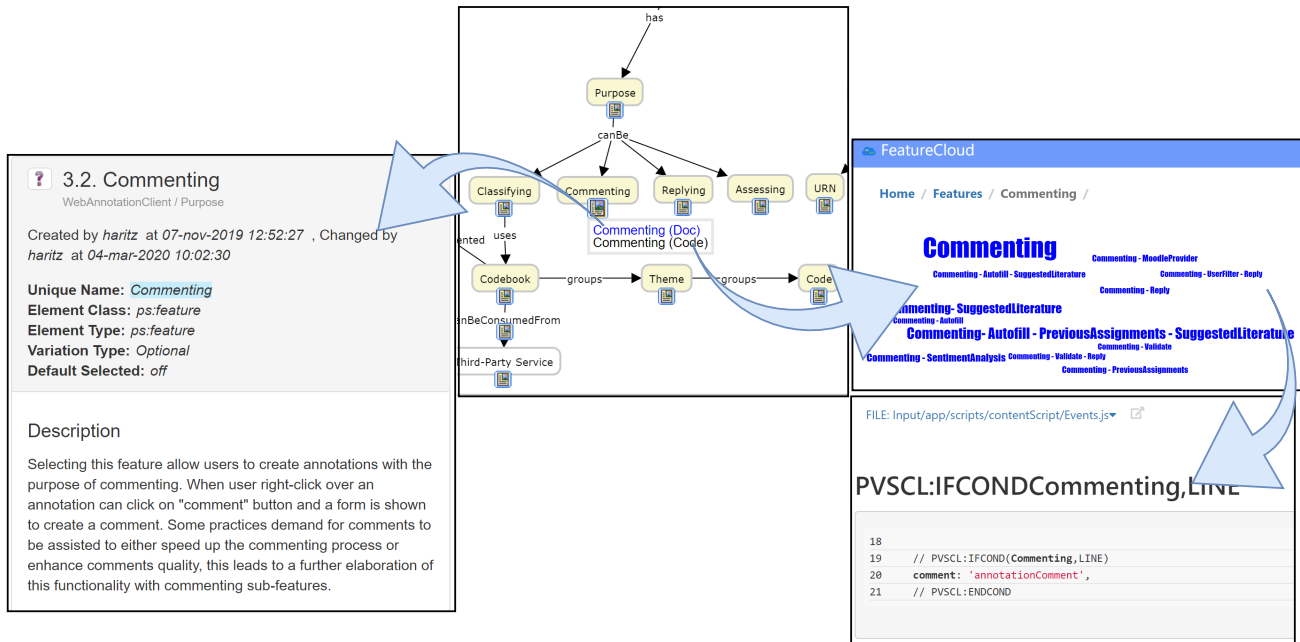 3.2. Commenting
WebAnnotationClient / Purpose
Created by haritz at 07-nov-2019 12:52:27 , Changed by
haritz at 04-mar-2020 10:02:30
Unique Name: Commenting
Element Class: ps:feature
Element Type: ps:feature
Variation Type: Optional
Default Selected: off
Description
Selecting this feature allow users to create annotations with the
purpose of commenting. When user right-click over an
annotation can click on "comment" button and a form is shown
to create a comment. Some practices demand for comments to
be assisted to either speed up the commenting process or
enhance comments quality, this leads to a further elaboration of
this functionality with commenting sub-features.
has
Purpose
canBe
Classifying
Commenting
Replying
Assessing
URN
Commenting (Doc)
Commenting (Code)
ented
uses
Codebook
groups
Theme
groups
Code
nBeConsumedFrom
hird-Party Service
FeatureCloud
Home / Features / Commenting /
Commenting
Commenting - MoodleProvider
Commenting - Autofill - SuggestedLiterature
Commenting - UserFilter - Reply
Commenting - Reply
mmenting- SuggestedLiterature
Commenting - Autofill
Commenting- Autofill - PreviousAssignments - SuggestedLiterature
Commenting - Validate
Commenting - SentimentAnalysis
Commenting - Validate - Reply
Commenting - PreviousAssignments
FILE: Input/app/scripts/contentScript/Events.js
PVSCL:IFCONDCommenting,LINE
18
19 // PVSCL:IFCOND(Commenting,LINE)
20 comment: 'annotationComment',
21 // PVSCL:ENDCOND